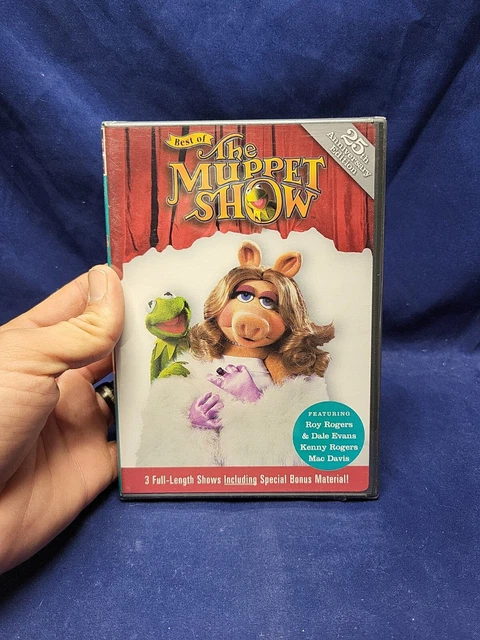 Best of
The
MUPPET
SHOW
25th
Anniversary
Edition
FEATURING
Roy Rogers
& Dale Evans
Kenny Rogers
Mac Davis
3 Full-Length Shows Including Special Bonus Material!